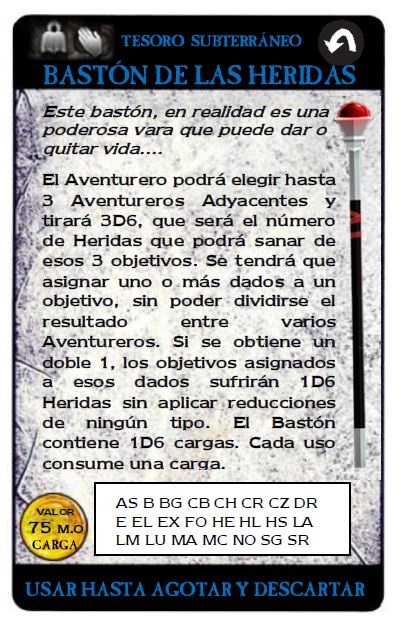 TESORO SUBTERRÁNEO
BASTÓN DE LAS HERIDAS
Este bastón, en realidad es una
poderosa vara que puede dar o
quitar vida....
El Aventurero podrá elegir hasta
3 Aventureros Adyacentes y
tirará 3D6, que será el número
de Heridas que podrá sanar de
esos 3 objetivos. Se tendrá que
asignar uno o más dados a un
objetivo, sin poder dividirse el
resultado entre varios
Aventureros. Si se obtiene un
doble 1, los objetivos asignados
a esos dados sufrirán 1D6
Heridas sin aplicar reducciones
de ningún tipo. El Bastón
contiene 1D6 cargas. Cada uso
consume una carga.
VALOR
75 M.O
CARGA
AS B BG CB CH CR CZ DR
E EL EX FO HE HL HS LA
LM LU MA MC NO SG SR
USAR HASTA AGOTAR Y DESCARTAR